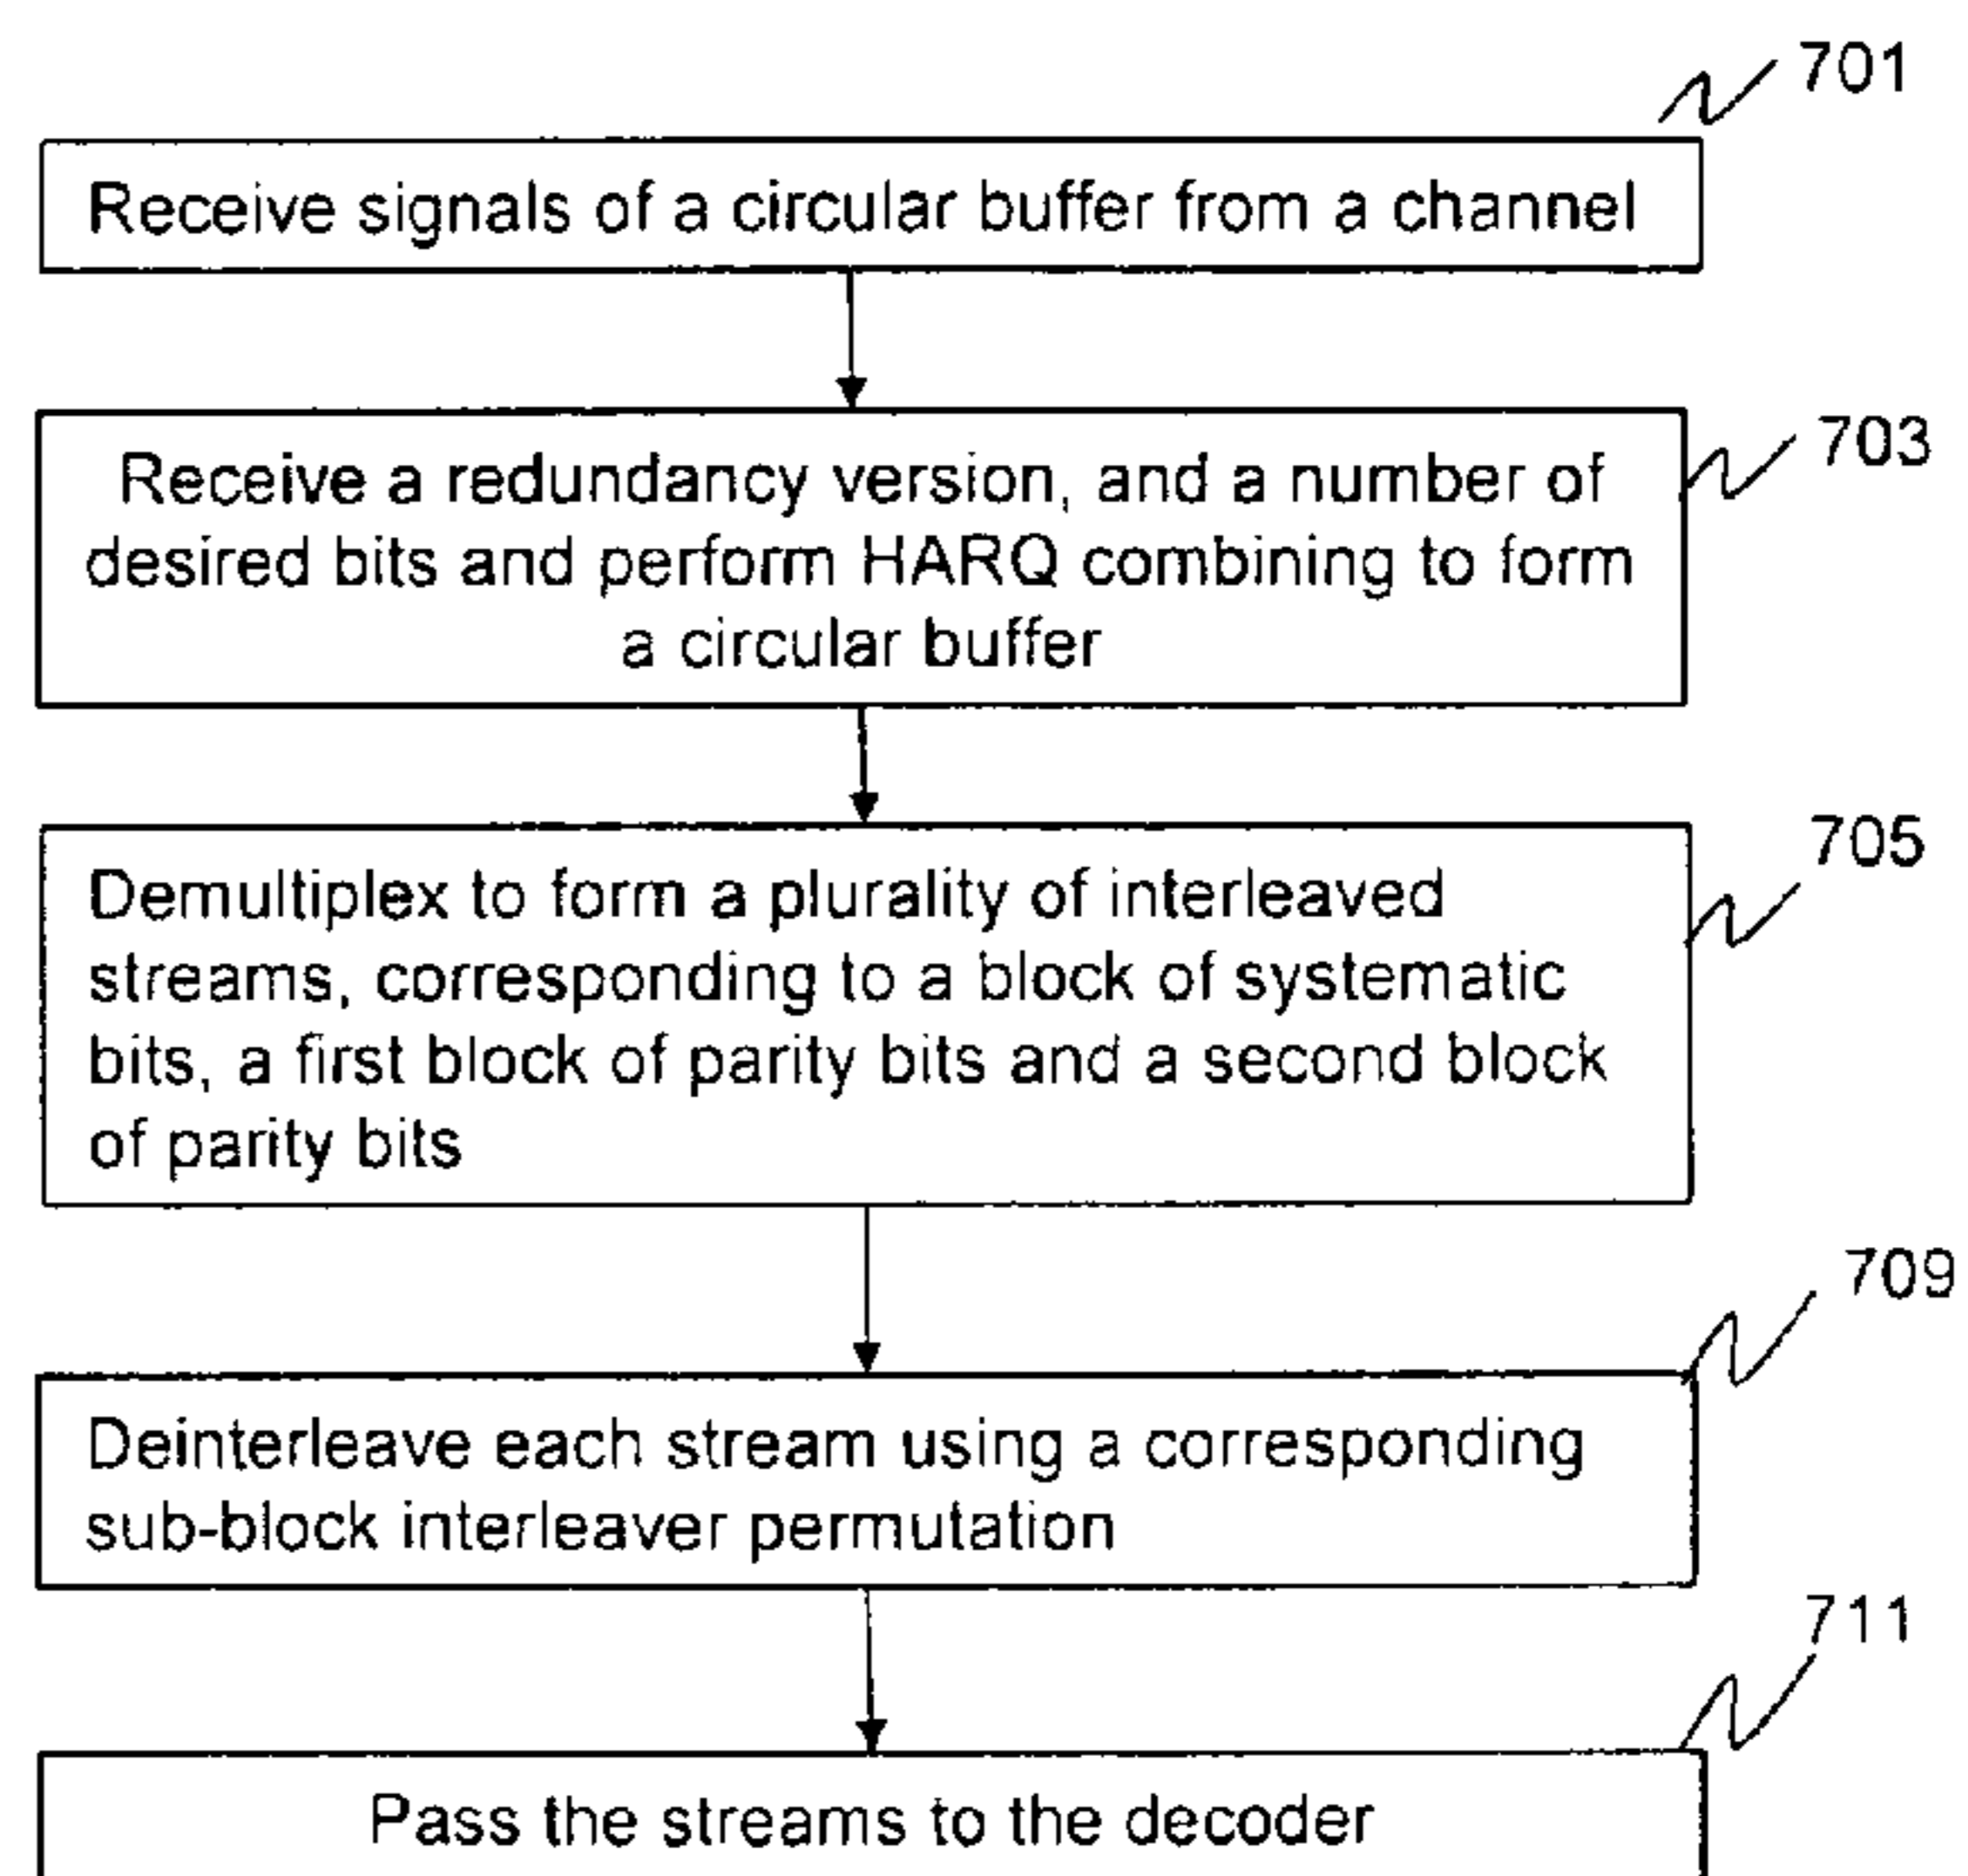 701
Receive signals of a circular buffer from a channel
703
Receive a redundancy version, and a number of
desired bits and perform HARQ combining to form
a circular buffer
705
Demultiplex to form a plurality of interleaved
streams, corresponding to a block of systematic
bits, a first block of parity bits and a second block
of parity bits
709
Deinterleave each stream using a corresponding
sub-block interleaver permutation
711
Pass the streams to the decoder